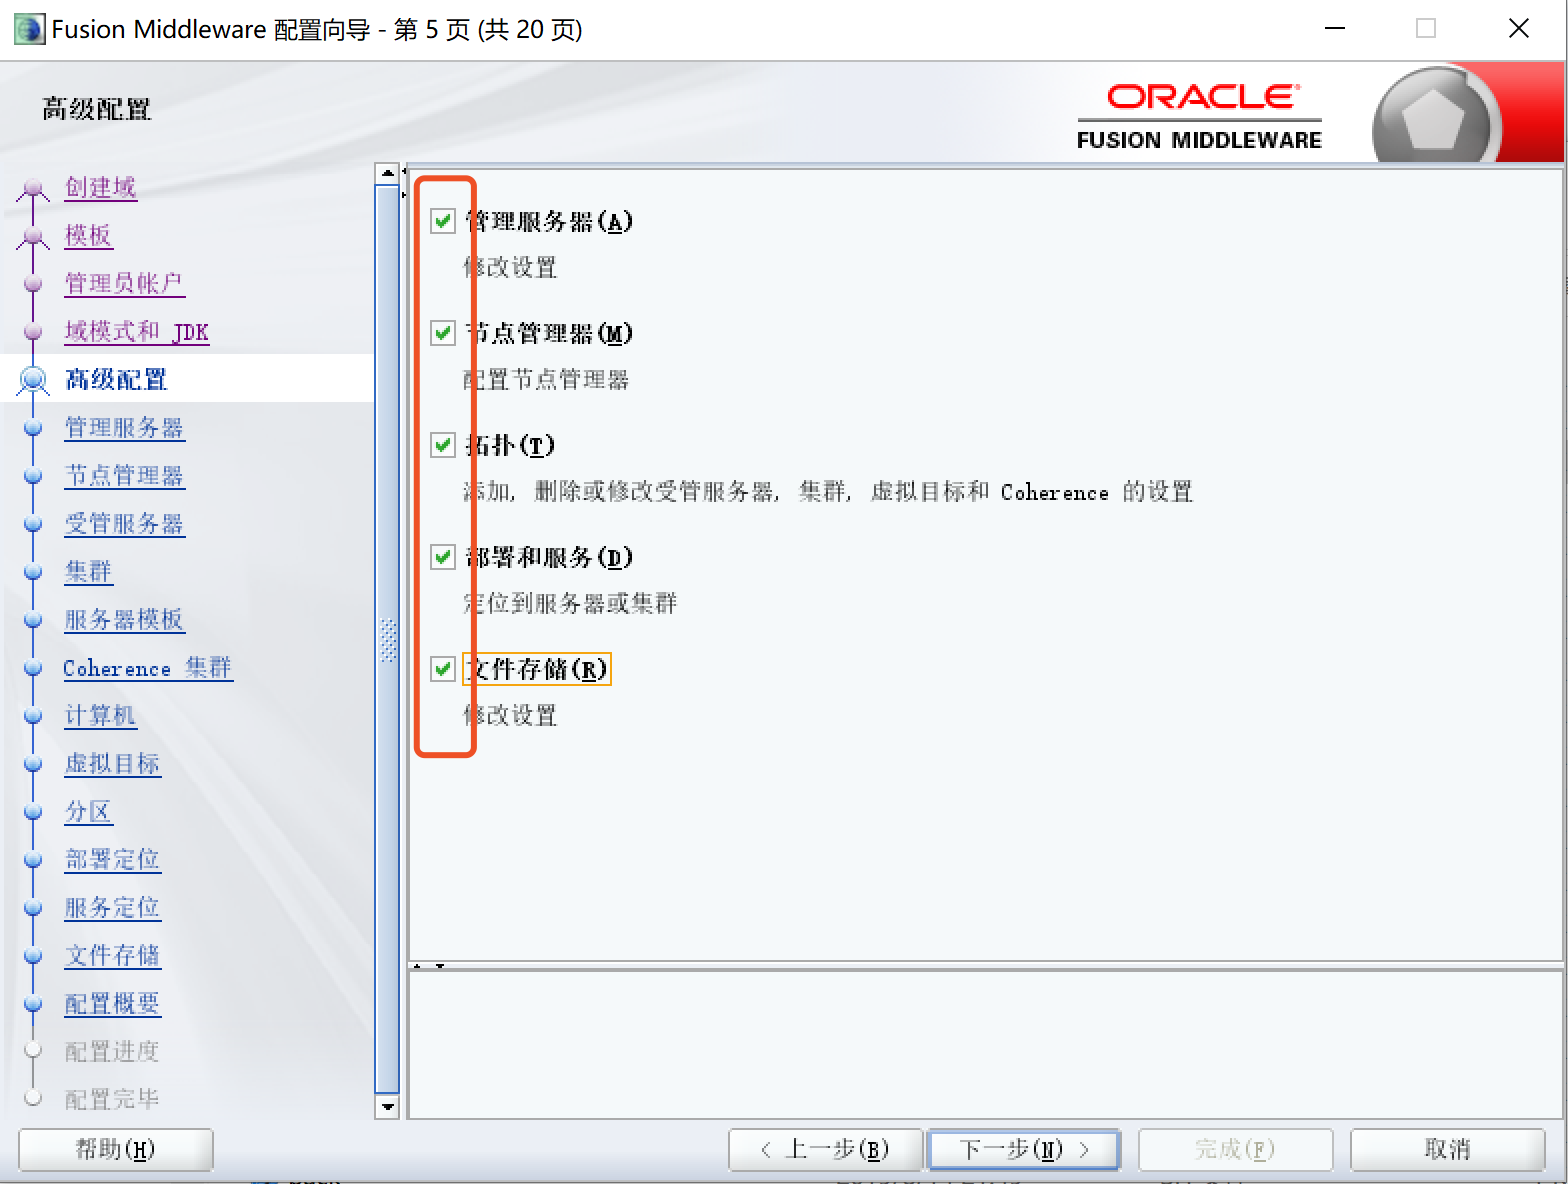 Fusion Middleware 配置向导 - 第 5 页 (共 20 页)
高级配置
ORACLE
FUSION MIDDLEWARE
创建域
模板
管理员帐户
域模式和 JDK
高级配置
管理服务器
节点管理器
受管服务器
集群
服务器模板
Coherence 集群
计算机
虚拟目标
分区
部署定位
服务定位
文件存储
配置概要
配置进度
配置完毕
管理服务器(A)
修改设置
节点管理器(M)
配置节点管理器
拓扑(T)
添加, 删除或修改受管服务器, 集群, 虚拟目标和 Coherence 的设置
部署和服务(D)
定位到服务器或集群
文件存储(R)
修改设置
帮助(H)
< 上一步(B)
下一步(N) >
完成(F)
取消